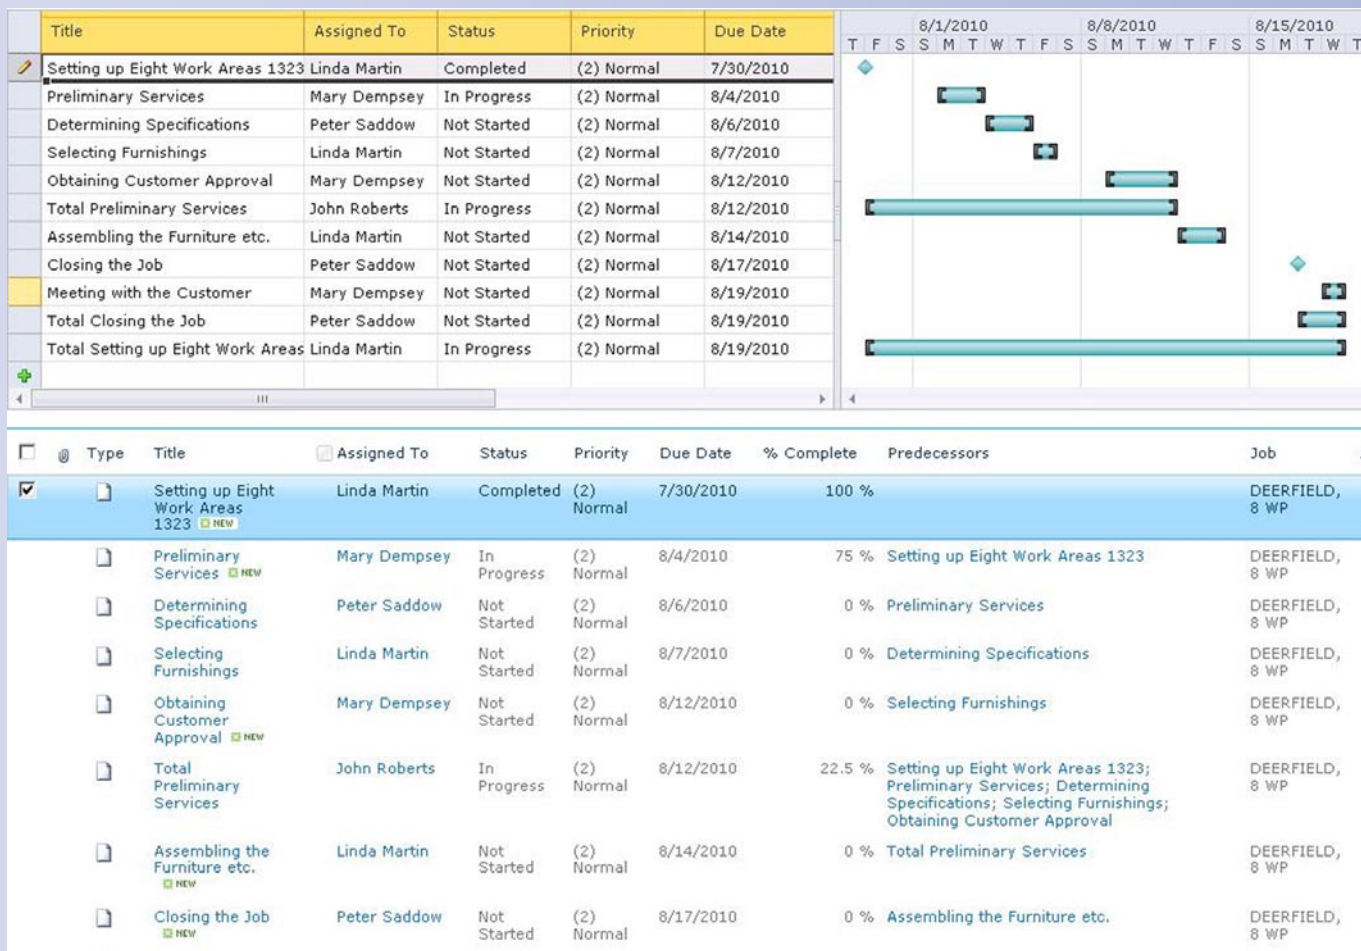 Title Assigned To Status Priority Due Date 8/1/2010 8/8/2010 8/15/2010
T F S S M T W T F S S M T W T F S S M T W T
Setting up Eight Work Areas 1323 Linda Martin Completed (2) Normal 7/30/2010
Preliminary Services Mary Dempsey In Progress (2) Normal 8/4/2010
Determining Specifications Peter Saddow Not Started (2) Normal 8/6/2010
Selecting Furnishings Linda Martin Not Started (2) Normal 8/7/2010
Obtaining Customer Approval Mary Dempsey Not Started (2) Normal 8/12/2010
Total Preliminary Services John Roberts In Progress (2) Normal 8/12/2010
Assembling the Furniture etc. Linda Martin Not Started (2) Normal 8/14/2010
Closing the Job Peter Saddow Not Started (2) Normal 8/17/2010
Meeting with the Customer Mary Dempsey Not Started (2) Normal 8/19/2010
Total Closing the Job Peter Saddow Not Started (2) Normal 8/19/2010
Total Setting up Eight Work Areas Linda Martin In Progress (2) Normal 8/19/2010
Type Title Assigned To Status Priority Due Date % Complete Predecessors Job
Setting up Eight Linda Martin Completed (2) 7/30/2010 100 % DEERFIELD,
Work Areas Normal 8 WP
1323 NEW
Preliminary Mary Dempsey In (2) 8/4/2010 75 % Setting up Eight Work Areas 1323 DEERFIELD,
Services NEW Progress Normal 8 WP
Determining Peter Saddow Not (2) 8/6/2010 0 % Preliminary Services DEERFIELD,
Specifications Started Normal 8 WP
Selecting Linda Martin Not (2) 8/7/2010 0 % Determining Specifications DEERFIELD,
Furnishings Started Normal 8 WP
Obtaining Mary Dempsey Not (2) 8/12/2010 0 % Selecting Furnishings DEERFIELD,
Customer Started Normal 8 WP
Approval NEW
Total John Roberts In (2) 8/12/2010 22.5 % Setting up Eight Work Areas 1323; DEERFIELD,
Preliminary Progress Normal Preliminary Services; Determining 8 WP
Services Specifications; Selecting Furnishings;
Obtaining Customer Approval
Assembling the Linda Martin Not (2) 8/14/2010 0 % Total Preliminary Services DEERFIELD,
Furniture etc. Started Normal 8 WP
NEW
Closing the Job Peter Saddow Not (2) 8/17/2010 0 % Assembling the Furniture etc. DEERFIELD,
NEW Started Normal 8 WP